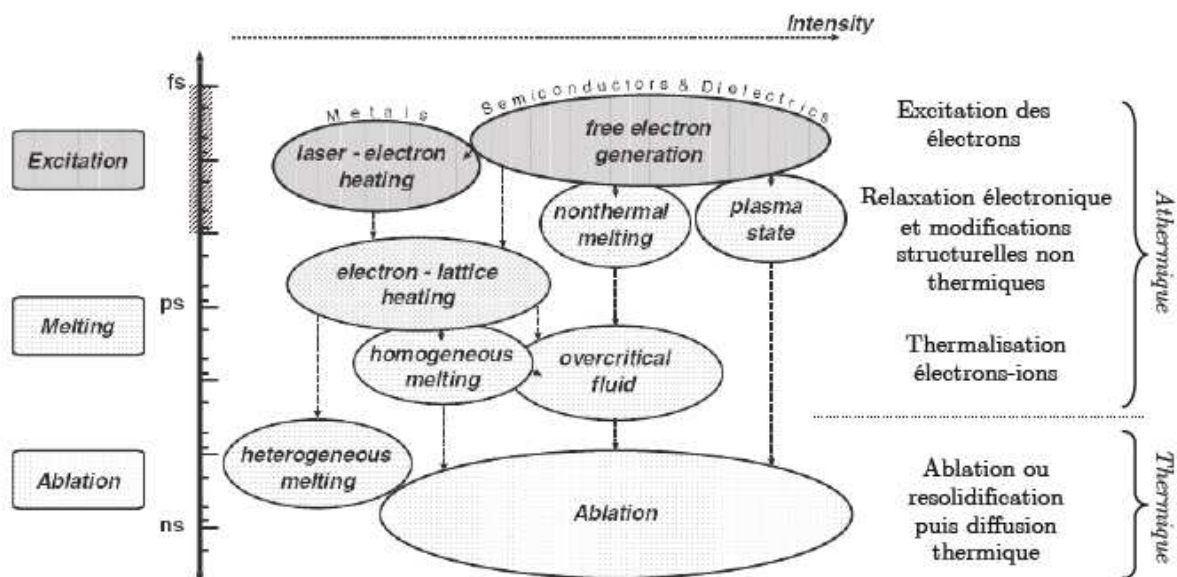 Intensity
fs
ps
ns
Excitation
Melting
Ablation
Metals
Semiconductors & Dielectrics
laser - electron
heating
free electron
generation
nonthermal
melting
plasma
state
electron - lattice
heating
homogeneous
melting
overcritical
fluid
heterogeneous
melting
Ablation
Excitation des
électrons
Relaxation électronique
et modifications
structurelles non
thermiques
Thermalisation
électrons-ions
Athermique
Ablation ou
resolidification
puis diffusion
thermique
Thermique